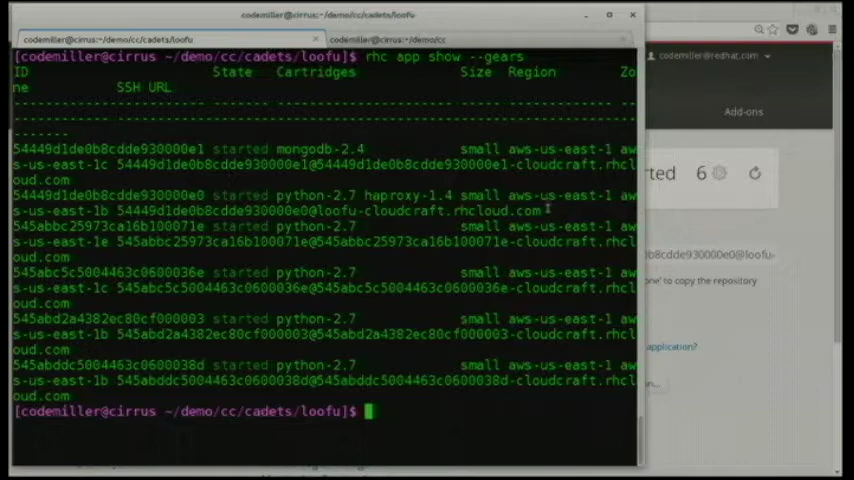 codemiller@cirrus:~/demo/cc/cadets/loofu
codemiller@cirrus:~/demo/cc/cadets/loofu
codemiller@cirrus:~/demo/cc
[codemiller@cirrus ~/demo/cc/cadets/loofu]$ rhc app show --gears
ID State Cartridges Size Region Zo
ne SSH URL
54449d1de0b8cdde930000e1 started mongodb-2.4 small aws-us-east-1 aw
s-us-east-1c 54449d1de0b8cdde930000e1@54449d1de0b8cdde930000e1-cloudcraft.rhcl
oud.com
54449d1de0b8cdde930000e0 started python-2.7 haproxy-1.4 small aws-us-east-1 aw
s-us-east-1b 54449d1de0b8cdde930000e0@loofu-cloudcraft.rhcloud.com
545abbc25973ca16b100071e started python-2.7 small aws-us-east-1 aw
s-us-east-1e 545abbc25973ca16b100071e@545abbc25973ca16b100071e-cloudcraft.rhcl
oud.com
545abc5c5004463c0600036e started python-2.7 small aws-us-east-1 aw
s-us-east-1c 545abc5c5004463c0600036e@545abc5c5004463c0600036e-cloudcraft.rhcl
oud.com
545abd2a4382ec80cf000003 started python-2.7 small aws-us-east-1 aw
s-us-east-1b 545abd2a4382ec80cf000003@545abd2a4382ec80cf000003-cloudcraft.rhcl
oud.com
545abddc5004463c0600038d started python-2.7 small aws-us-east-1 aw
s-us-east-1b 545abddc5004463c0600038d@545abddc5004463c0600038d-cloudcraft.rhcl
oud.com
[codemiller@cirrus ~/demo/cc/cadets/loofu]$
codemiller@redhat.com
Add-ons
rted 6
0b8cdde930000e0@loofu-
one' to copy the repository
application?